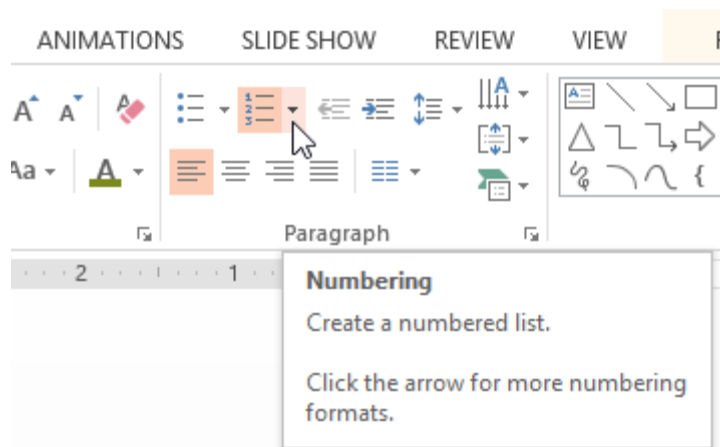 ANIMATIONS SLIDE SHOW REVIEW VIEW
A A A A
Aa A
Paragraph
2 1
Numbering
Create a numbered list.
Click the arrow for more numbering
formats.